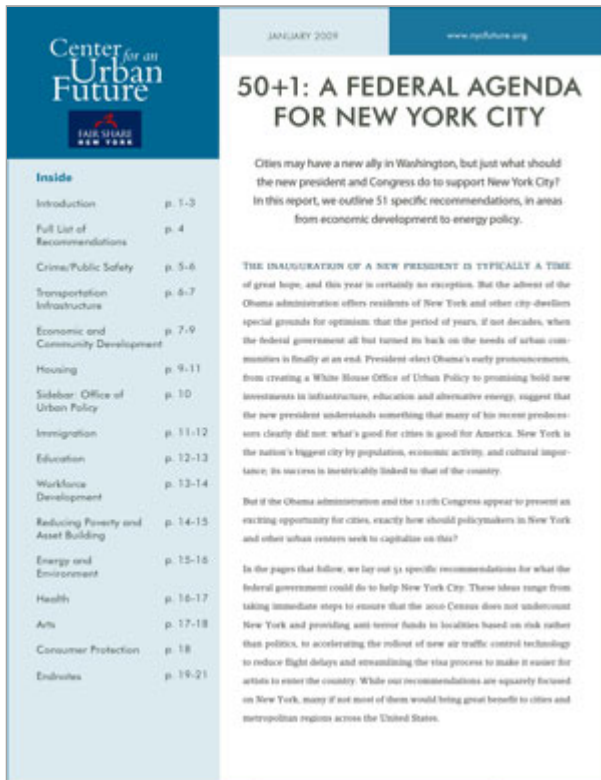 Center for an
Urban
Future
FAIR SHARE
NEW YORK
JANUARY 2009
www.nycfuture.org
50+1: A FEDERAL AGENDA
FOR NEW YORK CITY
Cities may have a new ally in Washington, but just what should
the new president and Congress do to support New York City?
In this report, we outline 51 specific recommendations, in areas
from economic development to energy policy.
Inside
Introduction p. 1-3
Full List of p. 4
Recommendations
Crime/Public Safety p. 5-6
Transportation p. 6-7
Infrastructure
Economic and p. 7-9
Community Development
Housing p. 9-11
Sidebar: Office of p. 10
Urban Policy
Immigration p. 11-12
Education p. 12-13
Workforce p. 13-14
Development
Reducing Poverty and p. 14-15
Asset Building
Energy and p. 15-16
Environment
Health p. 16-17
Arts p. 17-18
Consumer Protection p. 18
Endnotes p. 19-21
THE INAUGURATION OF A NEW PRESIDENT IS TYPICALLY A TIME
of great hope, and this year is certainly no exception. But the advent of the
Obama administration offers residents of New York and other city-dwellers
special grounds for optimism: that the period of years, if not decades, when
the federal government all but turned its back on the needs of urban com-
munities is finally at an end. President-elect Obama's early pronouncements,
from creating a White House Office of Urban Policy to promising bold new
investments in infrastructure, education and alternative energy, suggest that
the new president understands something that many of his recent predeces-
sors clearly did not: what's good for cities is good for America. New York is
the nation's biggest city by population, economic activity, and cultural impor-
tance; its success is inextricably linked to that of the country.
But if the Obama administration and the 111th Congress appear to present an
exciting opportunity for cities, exactly how should policymakers in New York
and other urban centers seek to capitalize on this?
In the pages that follow, we lay out 51 specific recommendations for what the
federal government could do to help New York City. These ideas range from
taking immediate steps to ensure that the 2010 Census does not undercount
New York and providing anti-terror funds to localities based on risk rather
than politics, to accelerating the rollout of new air traffic control technology
to reduce flight delays and streamlining the visa process to make it easier for
artists to enter the country. While our recommendations are squarely focused
on New York, many if not most of them would bring great benefit to cities and
metropolitan regions across the United States.